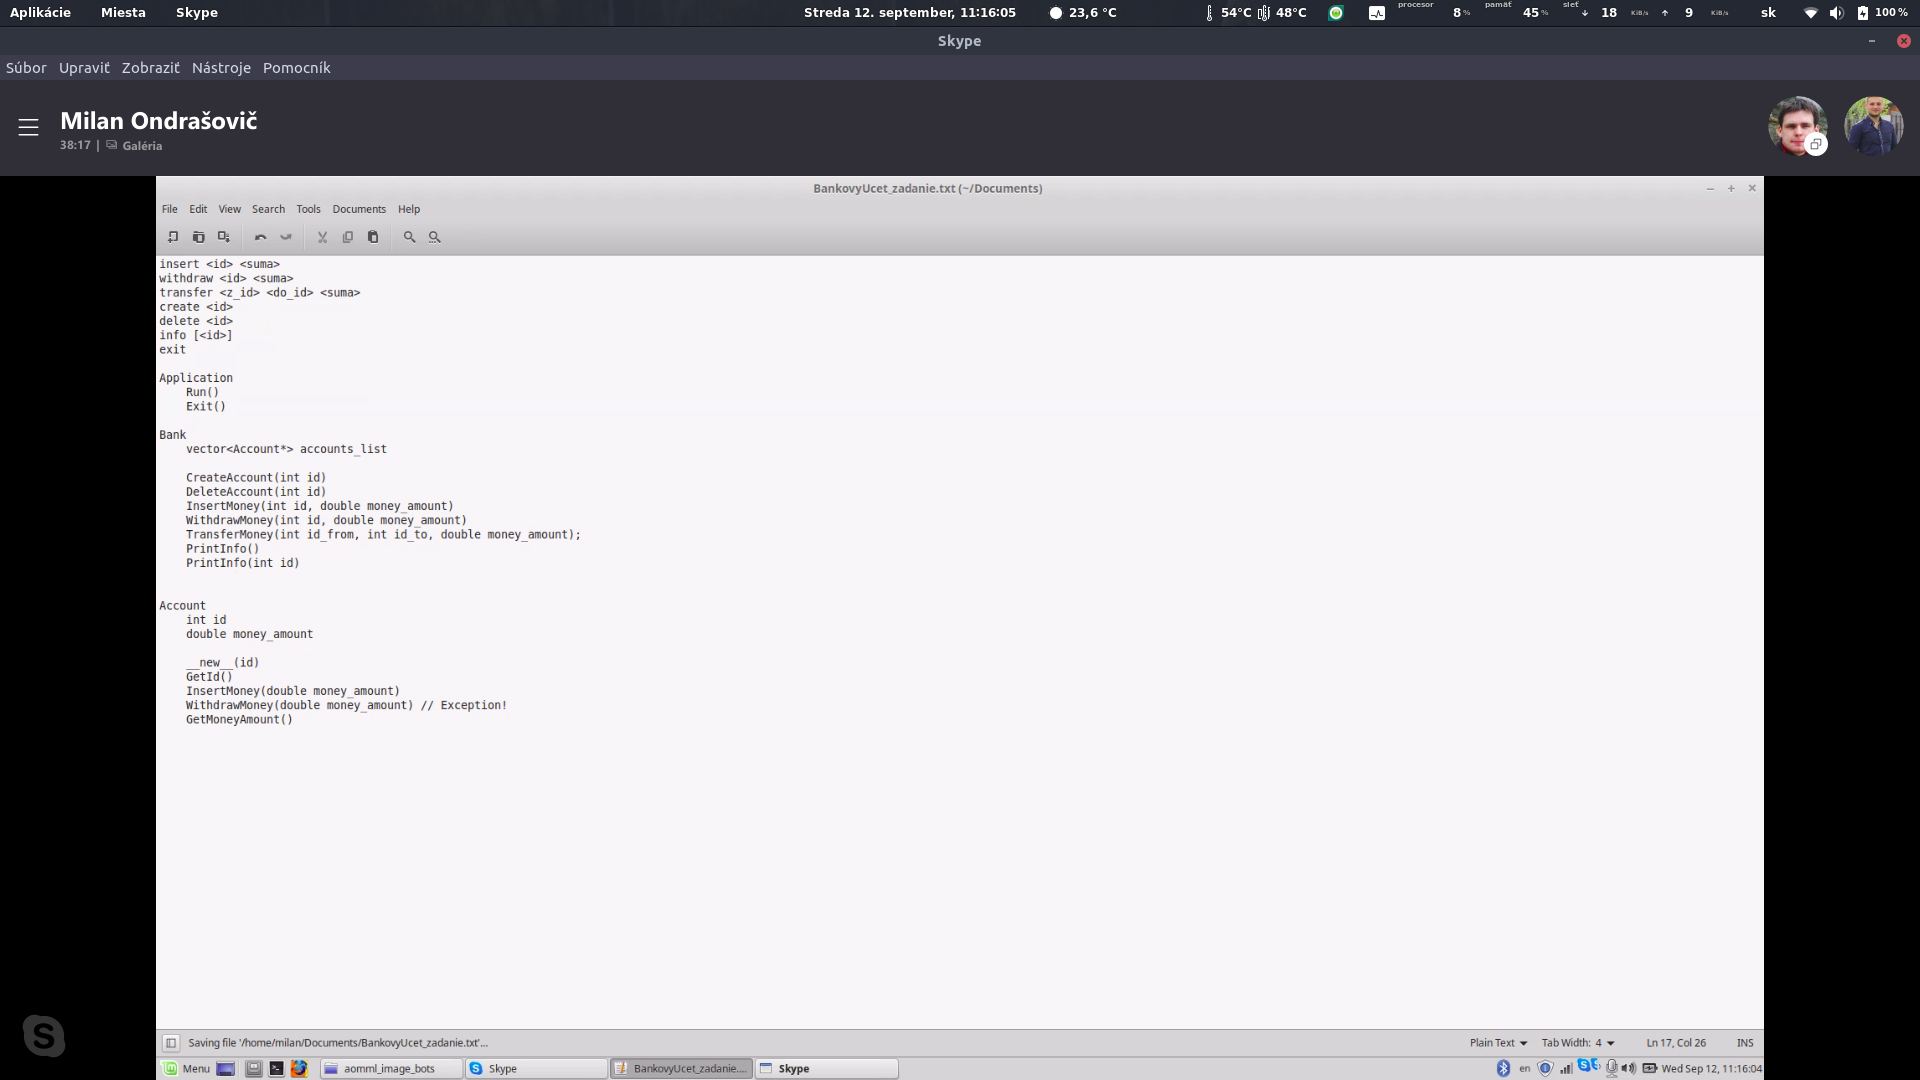 Aplikácie Miesta Skype Streda 12. september, 11:16:05 23,6 °C 54°C 48°C procesor 8 % pamäť 45 % sieť 18 KiB/s 9 KiB/s sk 100 %
Skype
Súbor Upraviť Zobraziť Nástroje Pomocník
Milan Ondrašovič
38:17 | Galéria
BankovyUcet_zadanie.txt (~/Documents)
File Edit View Search Tools Documents Help
insert <id> <suma>
withdraw <id> <suma>
transfer <z_id> <do_id> <suma>
create <id>
delete <id>
info [<id>]
exit
Application
Run()
Exit()
Bank
vector<Account*> accounts_list
CreateAccount(int id)
DeleteAccount(int id)
InsertMoney(int id, double money_amount)
WithdrawMoney(int id, double money_amount)
TransferMoney(int id_from, int id_to, double money_amount);
PrintInfo()
PrintInfo(int id)
Account
int id
double money_amount
__new__(id)
GetId()
InsertMoney(double money_amount)
WithdrawMoney(double money_amount) // Exception!
GetMoneyAmount()
Saving file '/home/milan/Documents/BankovyUcet_zadanie.txt'... Plain Text Tab Width: 4 Ln 17, Col 26 INS
Menu aomml_image_bots Skype BankovyUcet_zadanie.... Skype en Wed Sep 12, 11:16:04